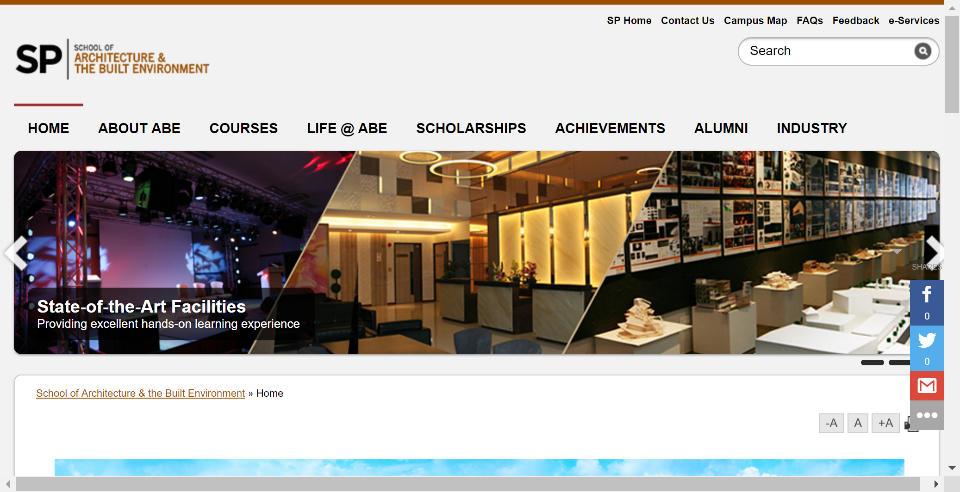 SP Home Contact Us Campus Map FAQs Feedback e-Services
SP
SCHOOL OF
ARCHITECTURE &
THE BUILT ENVIRONMENT
Search
HOME ABOUT ABE COURSES LIFE @ ABE SCHOLARSHIPS ACHIEVEMENTS ALUMNI INDUSTRY
State-of-the-Art Facilities
Providing excellent hands-on learning experience
SHARES
0
0
School of Architecture & the Built Environment » Home
-A A +A